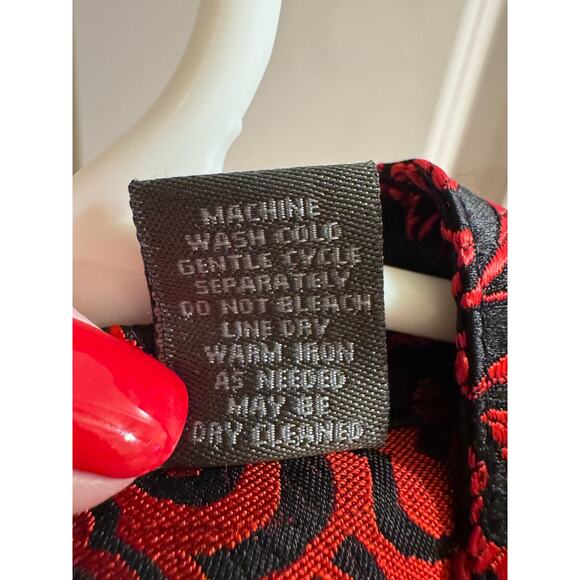 MACHINE
WASH COLD
GENTLE CYCLE
SEPARATELY
DO NOT BLEACH
LINE DRY
WARM IRON
AS NEEDED
MAY BE
DRY CLEANED